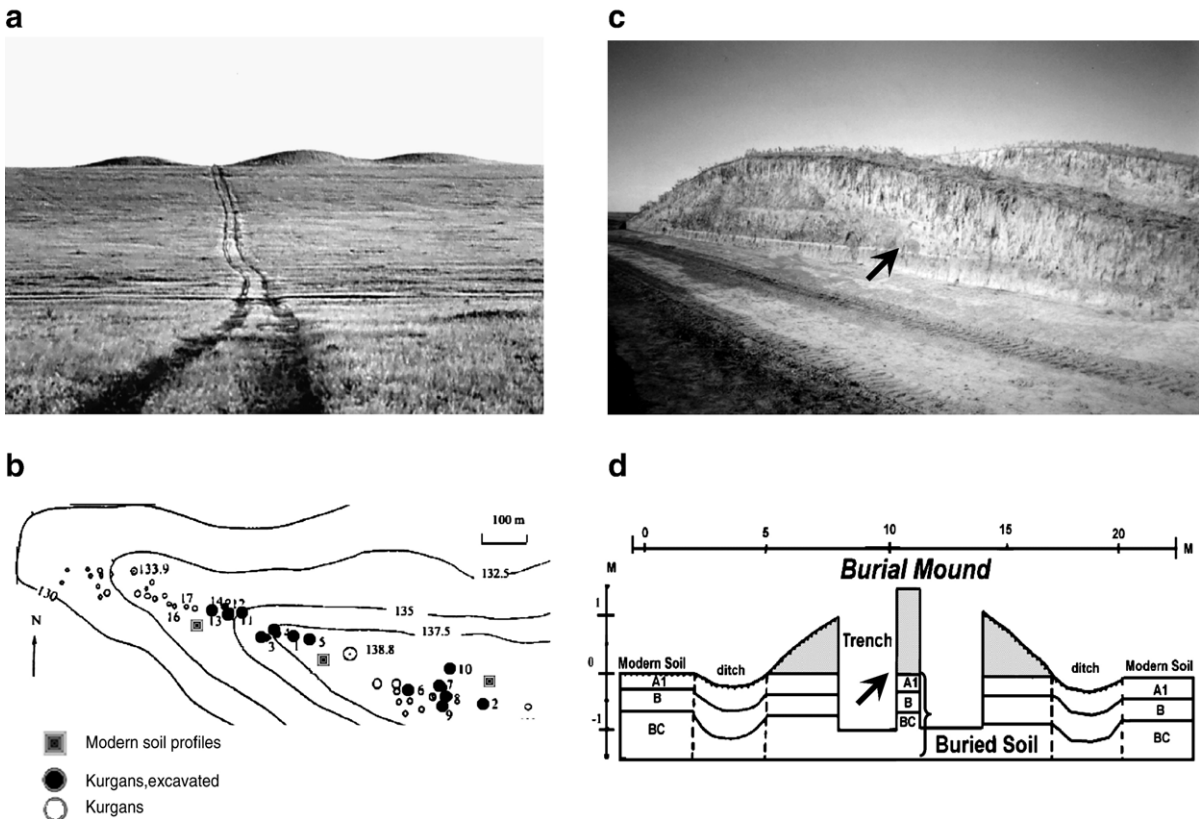 a
c
b
100 m
133.9
132.5
130
17
14
12
16
13
11
135
N
4
3
1
5
137.5
138.8
10
6
7
8
9
2
Modern soil profiles
Kurgans,excavated
Kurgans
d
0
5
10
15
20
M
M
Burial Mound
1
Trench
0
Modern Soil
ditch
ditch
Modern Soil
A1
A1
A1
B
B
B
-1
BC
BC
BC
Buried Soil